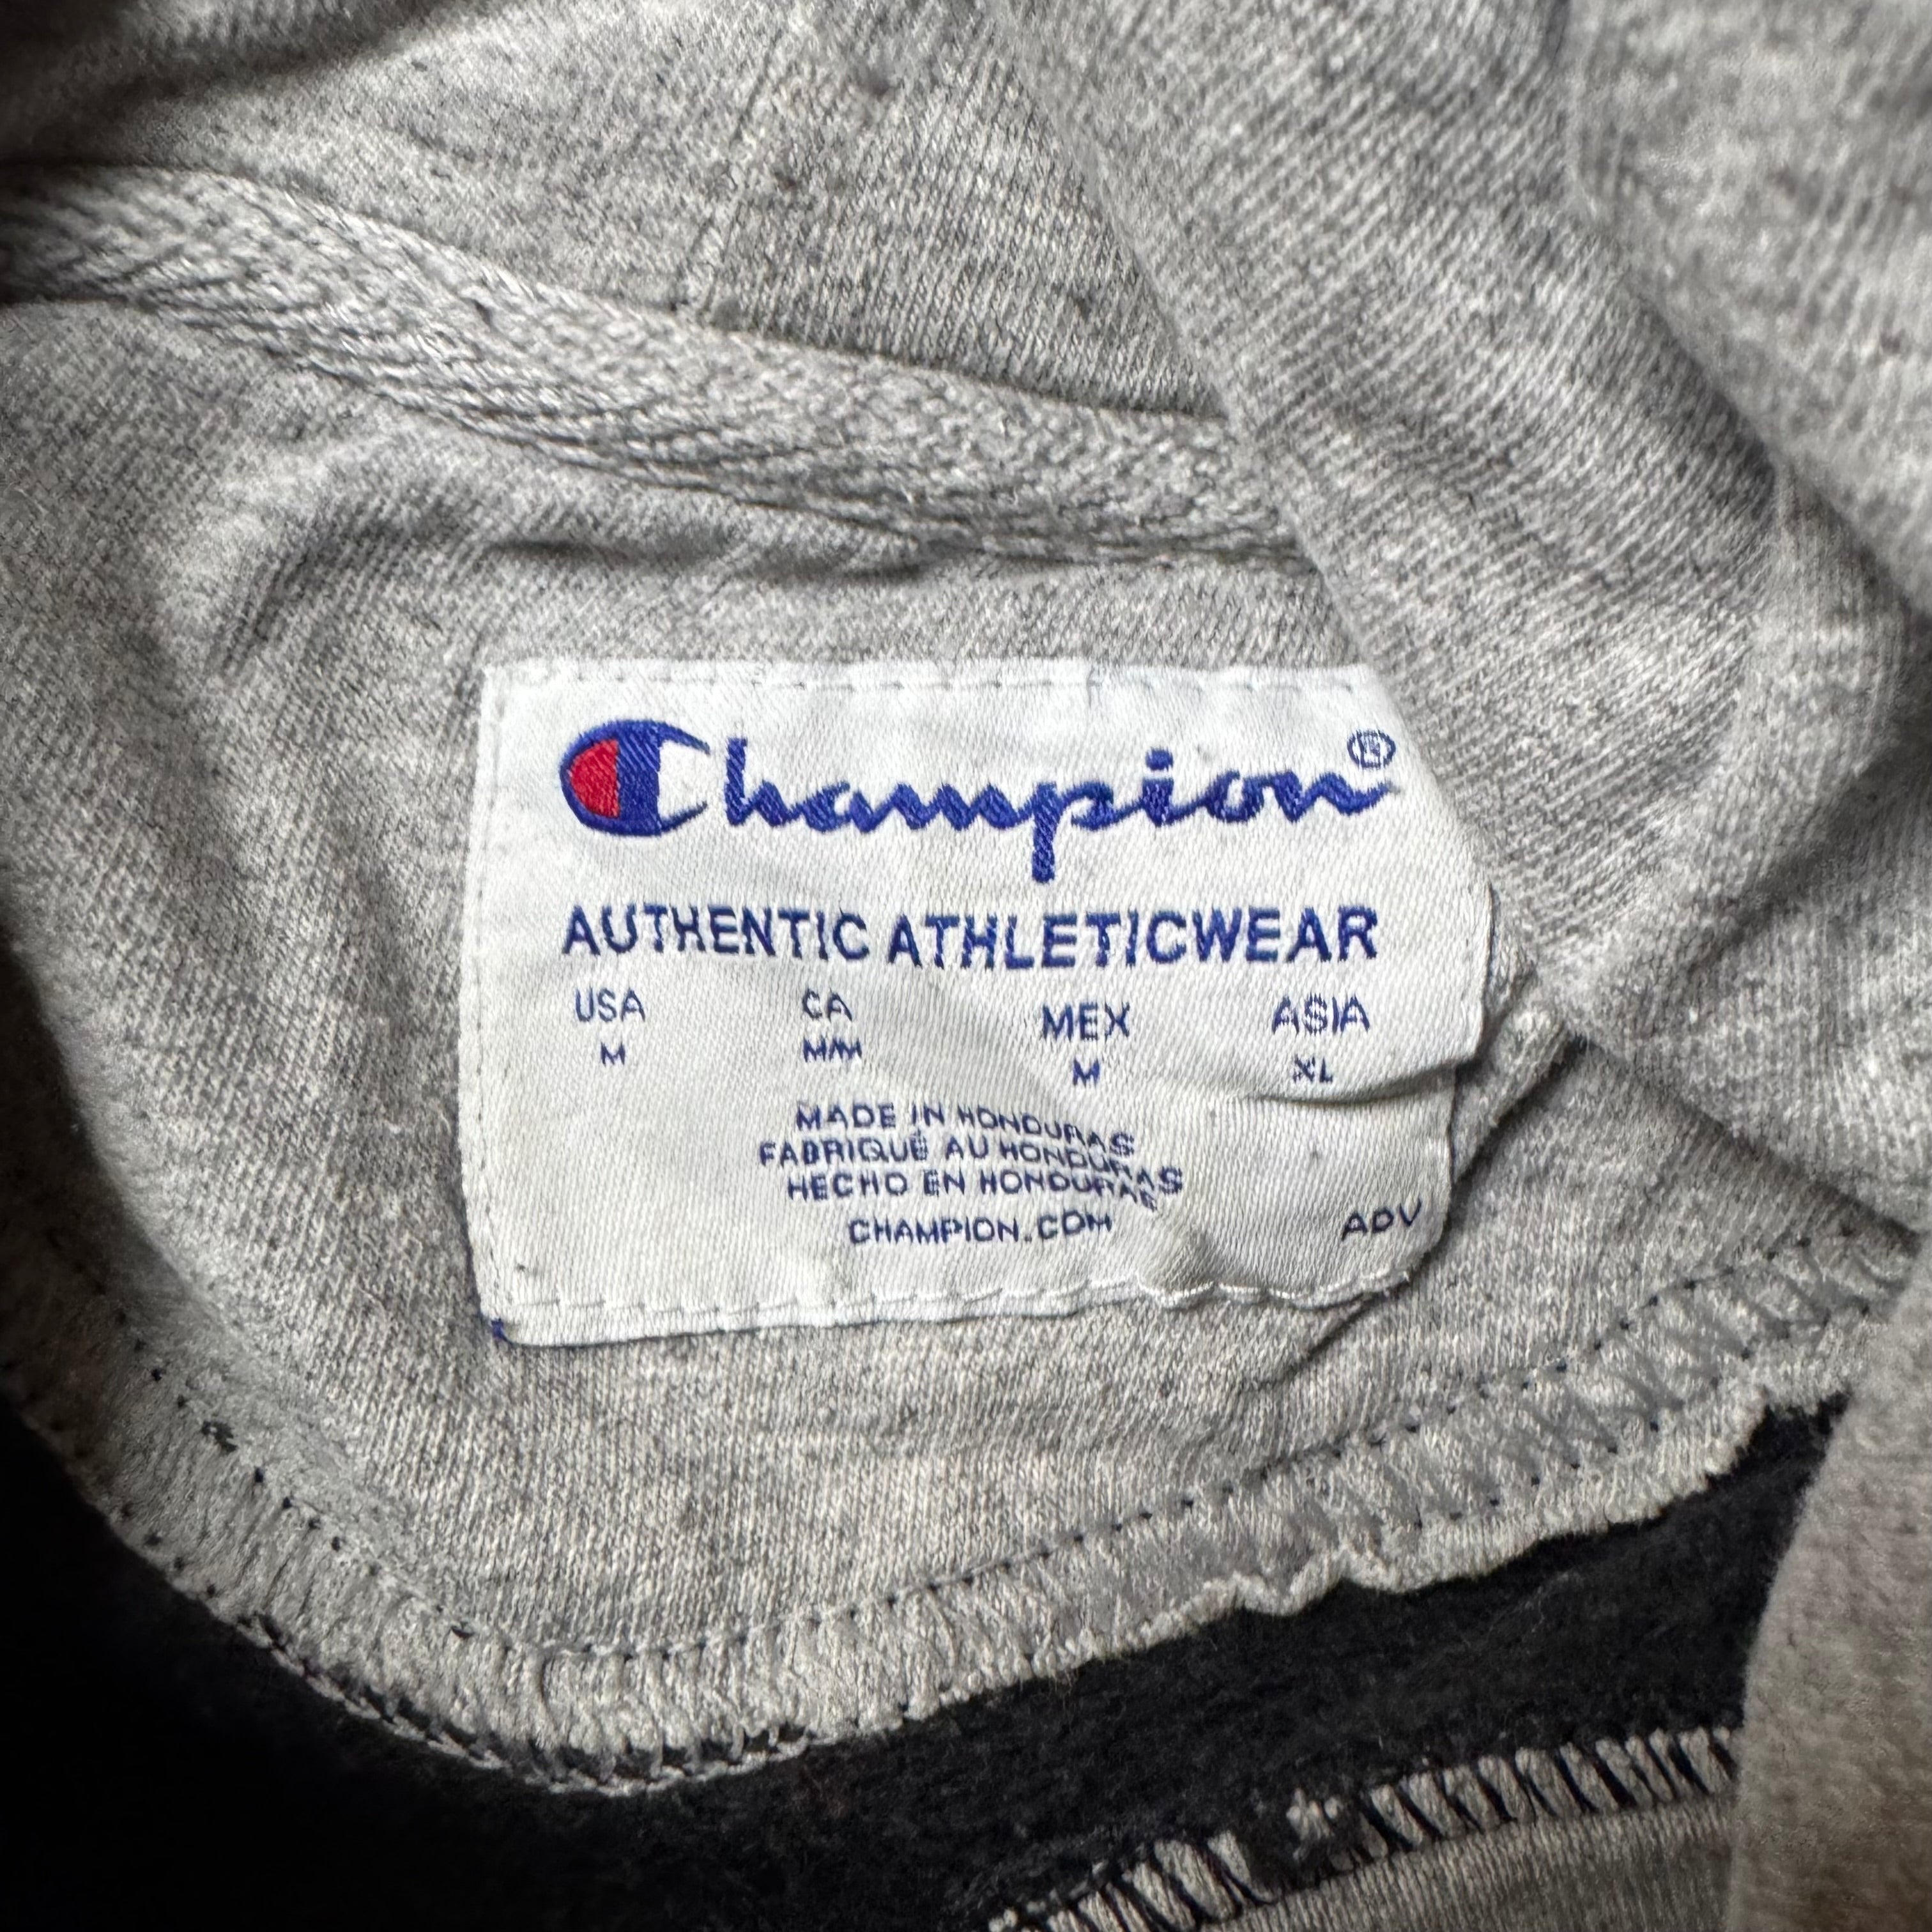 Champion®
AUTHENTIC ATHLETICWEAR
USA CA MEX ASIA
M M/M M XL
MADE IN HONDURAS
FABRIQUÉ AU HONDURAS
HECHO EN HONDURAS
CHAMPION.COM ADV